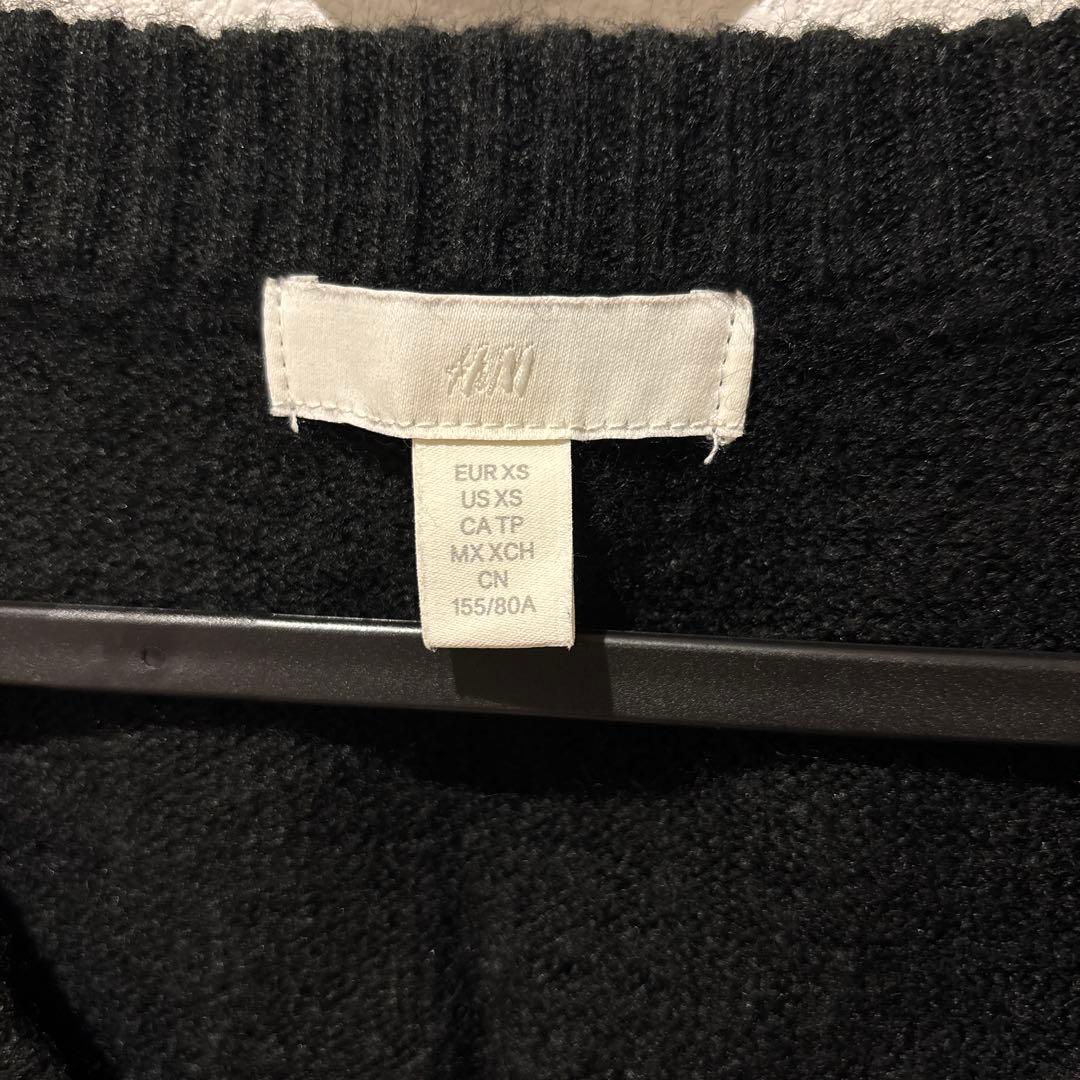 H&M
EUR XS
US XS
CA TP
MX XCH
CN
155/80A